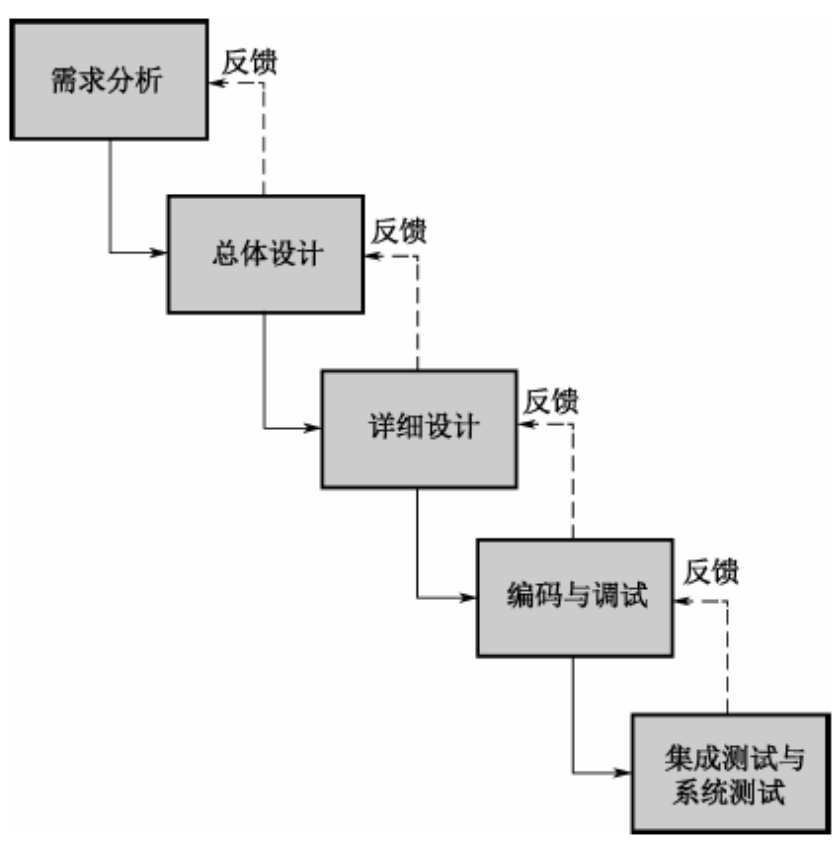 需求分析
反馈
总体设计
反馈
详细设计
反馈
编码与调试
反馈
集成测试与
系统测试